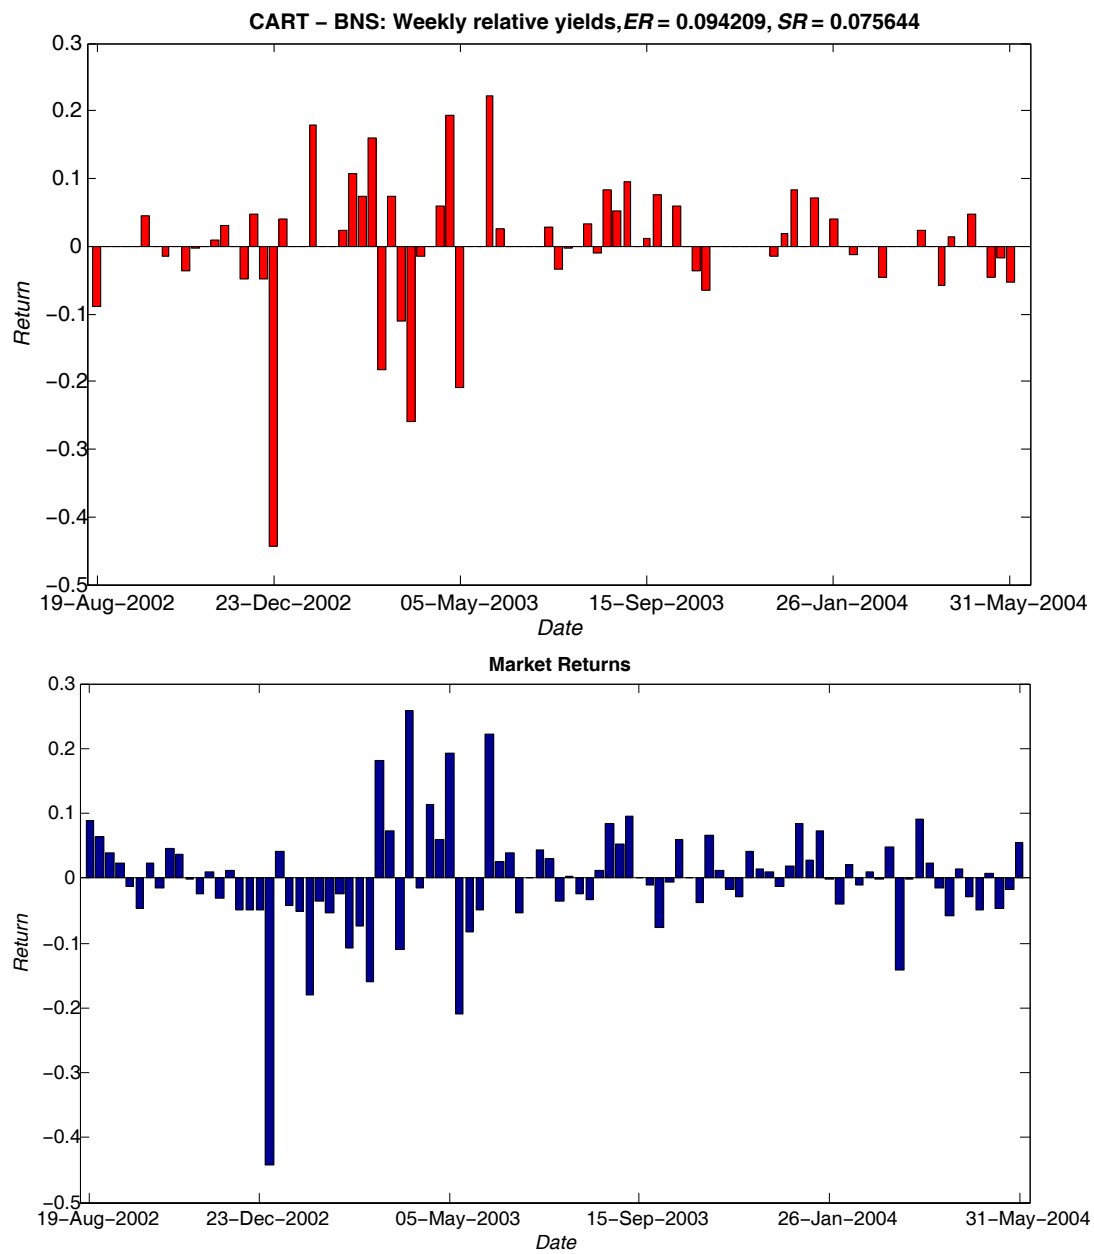 CART – BNS: Weekly relative yields,ER = 0.094209, SR = 0.075644
0.3
0.2
0.1
0
−0.1
−0.2
−0.3
−0.4
−0.5
Return
19−Aug−2002 23−Dec−2002 05−May−2003 15−Sep−2003 26−Jan−2004 31−May−2004
Date
Market Returns
0.3
0.2
0.1
0
−0.1
−0.2
−0.3
−0.4
−0.5
Return
19−Aug−2002 23−Dec−2002 05−May−2003 15−Sep−2003 26−Jan−2004 31−May−2004
Date